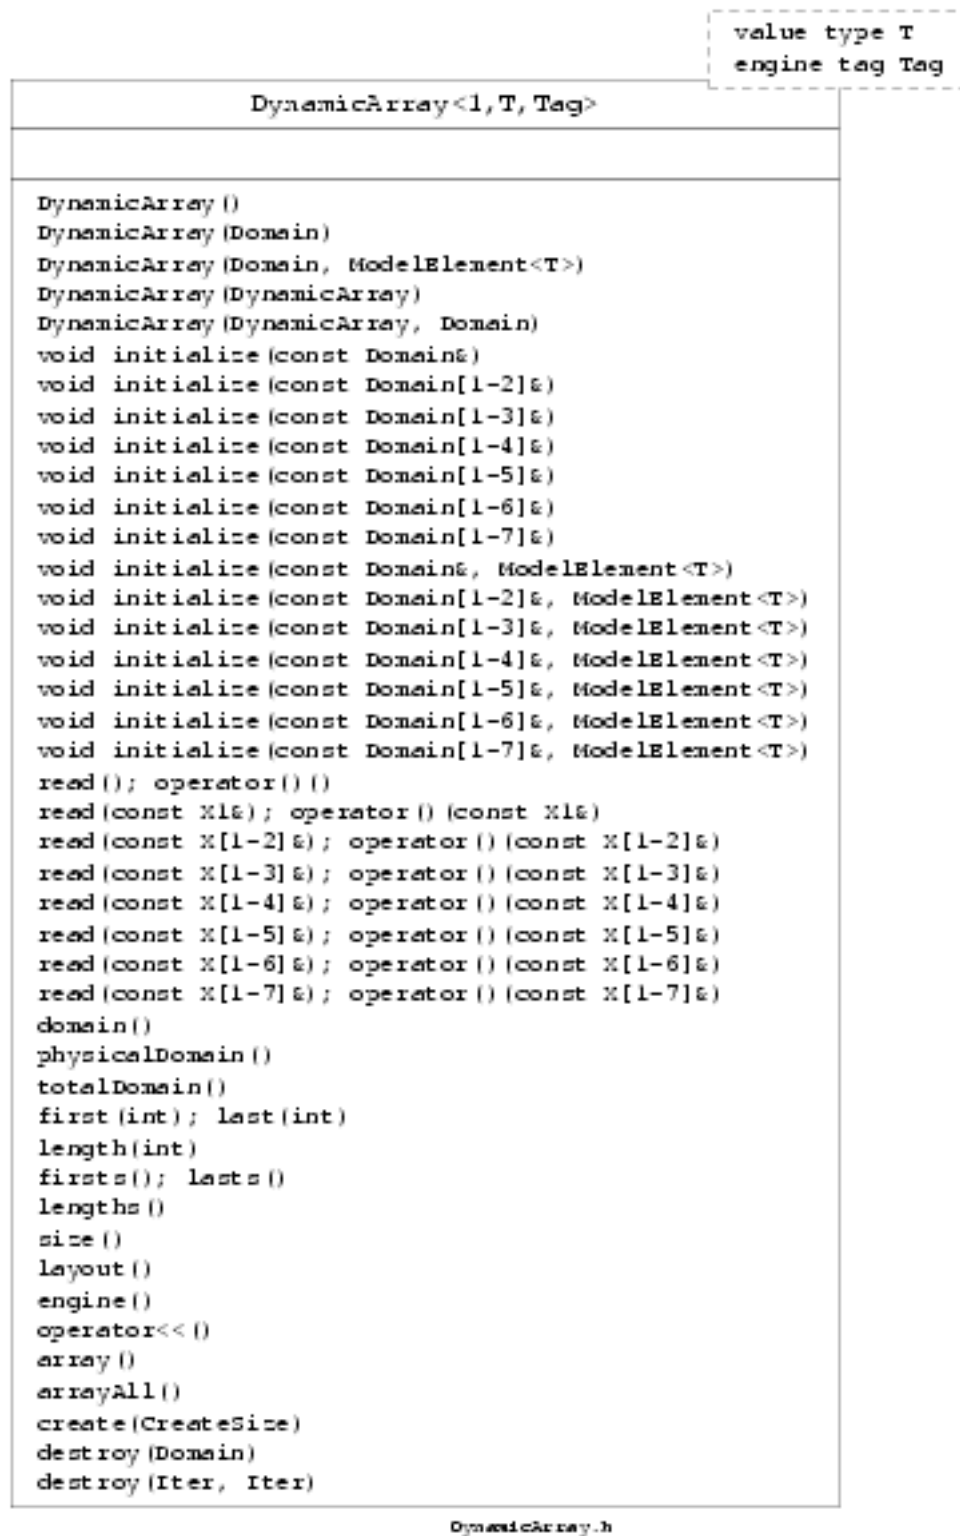 value type T
engine tag Tag
DynamicArray<1,T,Tag>
DynamicArray()
DynamicArray(Domain)
DynamicArray(Domain, ModelElement<T>)
DynamicArray(DynamicArray)
DynamicArray(DynamicArray, Domain)
void initialize(const Domain&)
void initialize(const Domain[1-2]&)
void initialize(const Domain[1-3]&)
void initialize(const Domain[1-4]&)
void initialize(const Domain[1-5]&)
void initialize(const Domain[1-6]&)
void initialize(const Domain[1-7]&)
void initialize(const Domain&, ModelElement<T>)
void initialize(const Domain[1-2]&, ModelElement<T>)
void initialize(const Domain[1-3]&, ModelElement<T>)
void initialize(const Domain[1-4]&, ModelElement<T>)
void initialize(const Domain[1-5]&, ModelElement<T>)
void initialize(const Domain[1-6]&, ModelElement<T>)
void initialize(const Domain[1-7]&, ModelElement<T>)
read(); operator()()
read(const X1&); operator()(const X1&)
read(const X[1-2]&); operator()(const X[1-2]&)
read(const X[1-3]&); operator()(const X[1-3]&)
read(const X[1-4]&); operator()(const X[1-4]&)
read(const X[1-5]&); operator()(const X[1-5]&)
read(const X[1-6]&); operator()(const X[1-6]&)
read(const X[1-7]&); operator()(const X[1-7]&)
domain()
physicalDomain()
totalDomain()
first(int); last(int)
length(int)
firsts(); lasts()
lengths()
size()
layout()
engine()
operator<<()
array()
arrayAll()
create(CreateSize)
destroy(Domain)
destroy(Iter, Iter)
DynamicArray.h